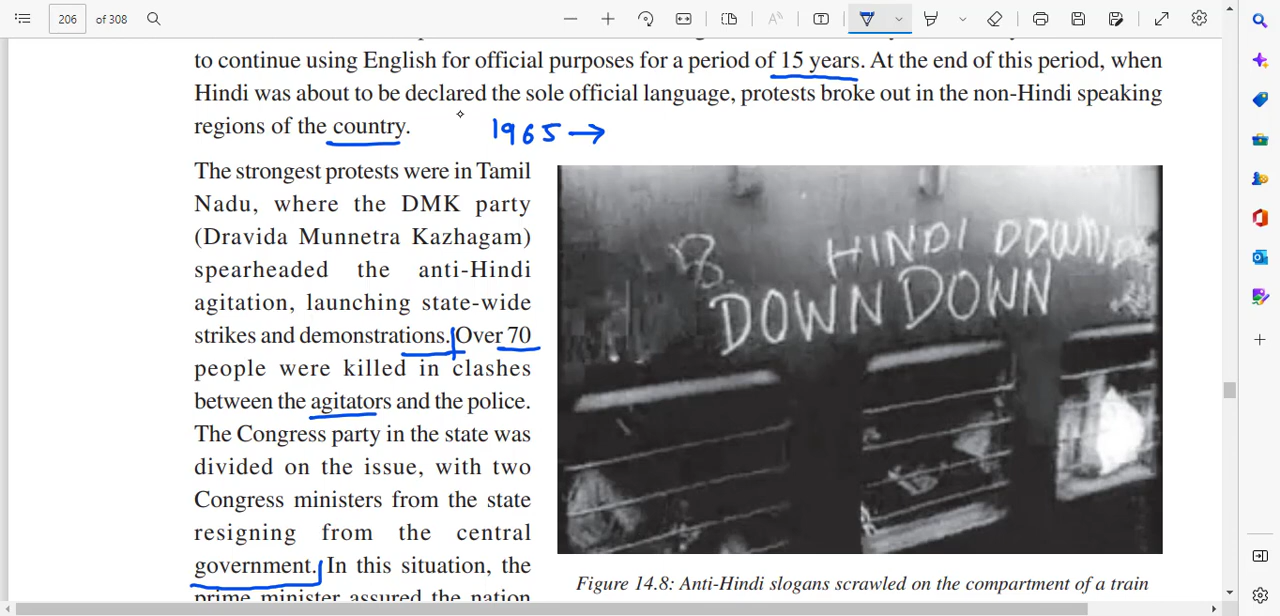 206 of 308
to continue using English for official purposes for a period of 15 years. At the end of this period, when
Hindi was about to be declared the sole official language, protests broke out in the non-Hindi speaking
regions of the country.
1965 →
The strongest protests were in Tamil
Nadu, where the DMK party
(Dravida Munnetra Kazhagam)
spearheaded the anti-Hindi
agitation, launching state-wide
strikes and demonstrations. Over 70
people were killed in clashes
between the agitators and the police.
The Congress party in the state was
divided on the issue, with two
Congress ministers from the state
resigning from the central
government. In this situation, the
prime minister assured the nation
HINDI DOWN
DOWN DOWN
Figure 14.8: Anti-Hindi slogans scrawled on the compartment of a train